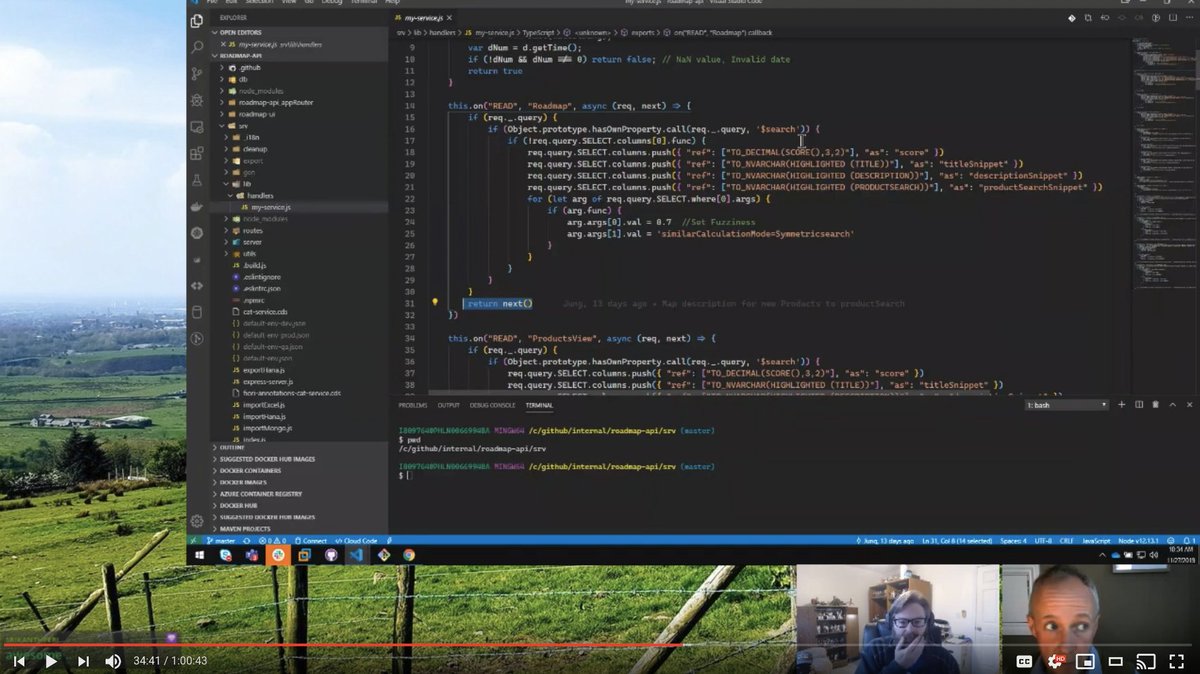 File Edit Selection View Go Debug Terminal Help
my-service.js - roadmap-api - Visual Studio Code
EXPLORER
OPEN EDITORS
my-service.js srv\lib\handlers
ROADMAP-API
.github
db
node_modules
roadmap-api_appRouter
roadmap-ui
srv
_i18n
cleanup
export
gen
lib
handlers
my-service.js
node_modules
routes
server
utils
.build.js
.eslintignore
.eslintrc.json
.npmrc
cat-service.cds
default-env-dev.json
default-env-prod.json
default-env-qa.json
default-env.json
exportHana.js
express-server.js
fiori-annotations-cat-service.cds
importExcel.js
importHana.js
importMongo.js
index.js
OUTLINE
SUGGESTED DOCKER HUB IMAGES
DOCKER CONTAINERS
DOCKER IMAGES
AZURE CONTAINER REGISTRY
DOCKER HUB
SUGGESTED DOCKER HUB IMAGES
MAVEN PROJECTS
my-service.js
srv > lib > handlers > my-service.js > TypeScript > <unknown> > exports > on("READ", "Roadmap") callback
9 var dNum = d.getTime();
10 if (!dNum && dNum !== 0) return false; // NaN value, Invalid date
11 return true
12 }
13
14 this.on("READ", "Roadmap", async (req, next) => {
15 if (req._.query) {
16 if (Object.prototype.hasOwnProperty.call(req._.query, '$search')) {
17 if (!req.query.SELECT.columns[0].func) {
18 req.query.SELECT.columns.push({ "ref": ["TO_DECIMAL(SCORE(),3,2)"], "as": "score" })
19 req.query.SELECT.columns.push({ "ref": ["TO_NVARCHAR(HIGHLIGHTED (TITLE))"], "as": "titleSnippet" })
20 req.query.SELECT.columns.push({ "ref": ["TO_NVARCHAR(HIGHLIGHTED (DESCRIPTION))"], "as": "descriptionSnippet" })
21 req.query.SELECT.columns.push({ "ref": ["TO_NVARCHAR(HIGHLIGHTED (PRODUCTSEARCH))"], "as": "productSearchSnippet" })
22 for (let arg of req.query.SELECT.where[0].args) {
23 if (arg.func) {
24 arg.args[0].val = 0.7 //Set Fuzziness
25 arg.args[1].val = 'similarCalculationMode=Symmetricsearch'
26 }
27 }
28 }
29 }
30 }
31 return next() Jung, 13 days ago • Map description for new Products to productSearch
32 })
33
34 this.on("READ", "ProductsView", async (req, next) => {
35 if (req._.query) {
36 if (Object.prototype.hasOwnProperty.call(req._.query, '$search')) {
37 req.query.SELECT.columns.push({ "ref": ["TO_DECIMAL(SCORE(),3,2)"], "as": "score" })
38 req.query.SELECT.columns.push({ "ref": ["TO_NVARCHAR(HIGHLIGHTED (TITLE))"], "as": "titleSnippet" })
PROBLEMS OUTPUT DEBUG CONSOLE TERMINAL 1: bash
MINGW64 /c/github/internal/roadmap-api/srv (master)
$ pwd
/c/github/internal/roadmap-api/srv
MINGW64 /c/github/internal/roadmap-api/srv (master)
$
master 0 0 Connect Cloud Code Jung, 13 days ago Ln 31, Col 6 (14 selected) Spaces: 4 UTF-8 CRLF JavaScript Node v12.13.1 1
10:34 AM
11/27/2019
34:41 / 1:00:43
CC HD